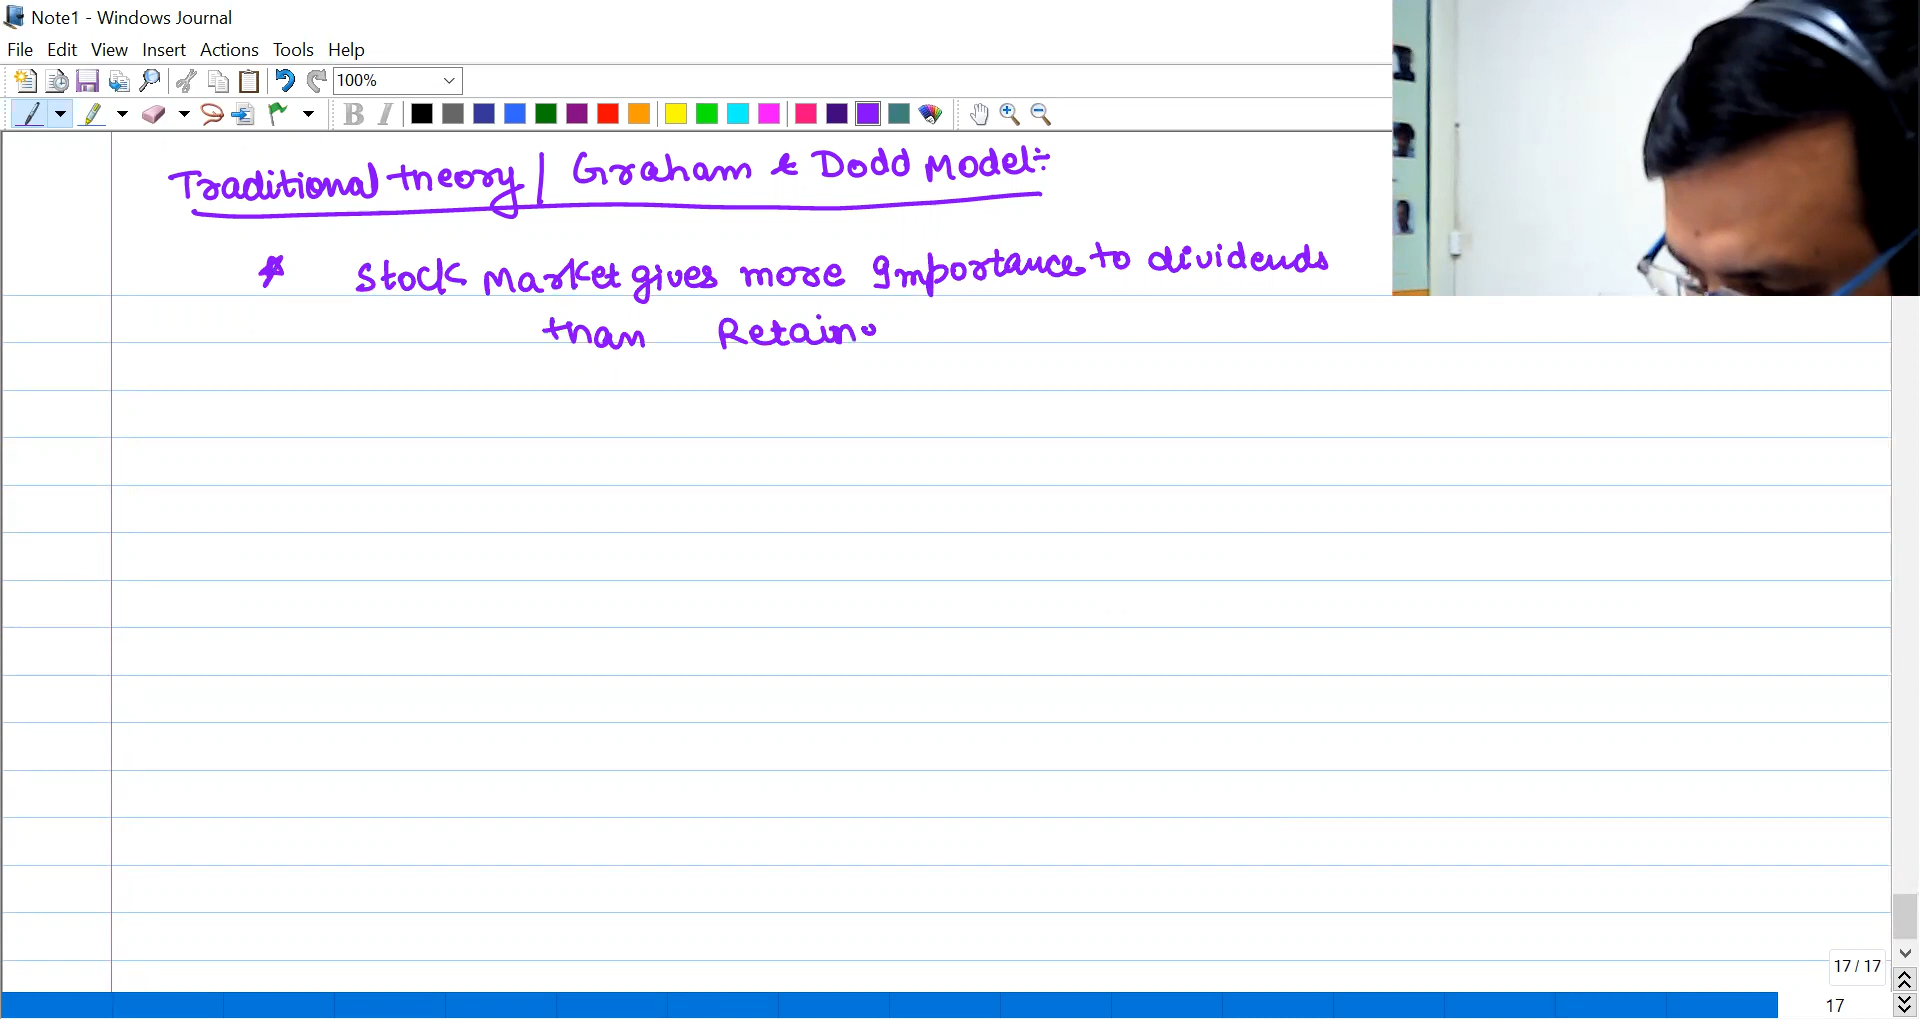 Note1 - Windows Journal
File Edit View Insert Actions Tools Help
100%
B I
Traditional theory | Graham & Dodd Model:-
* Stock Market gives more Importance to dividends
than Retaine
17 / 17
17